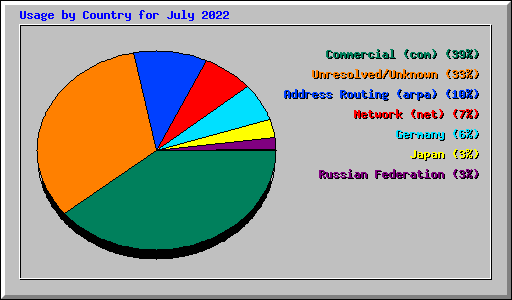 Usage by Country for July 2022
Commercial (com) (39%)
Unresolved/Unknown (33%)
Address Routing (arpa) (10%)
Network (net) (7%)
Germany (6%)
Japan (3%)
Russian Federation (3%)